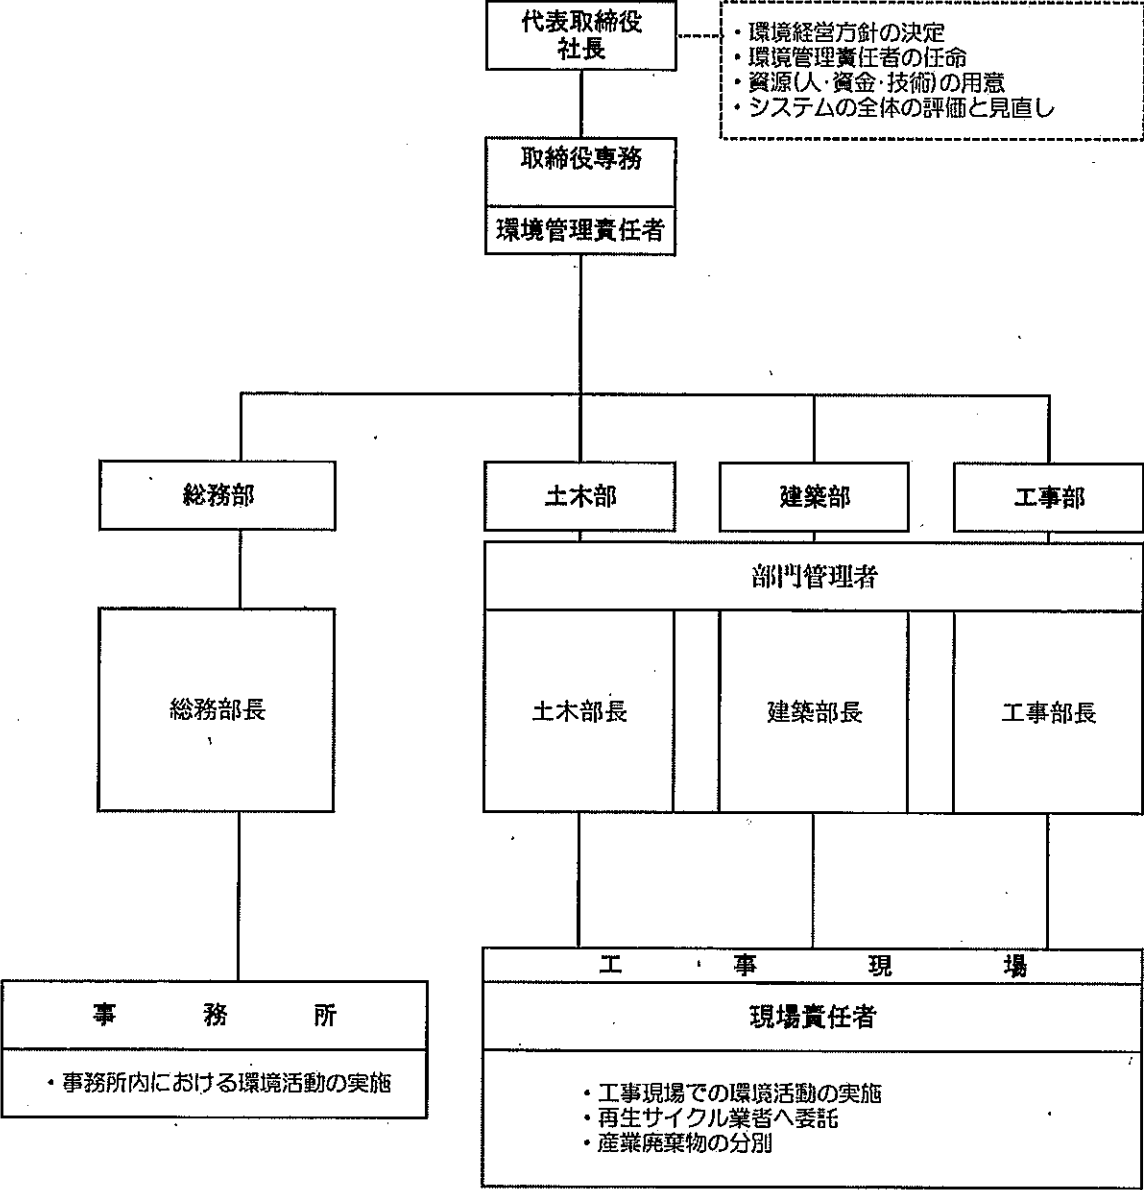 代表取締役
社長
・環境経営方針の決定
・環境管理責任者の任命
・資源(人・資金・技術)の用意
・システムの全体の評価と見直し
取締役専務
環境管理責任者
総務部
土木部
建築部
工事部
部門管理者
総務部長
土木部長
建築部長
工事部長
工事現場
現場責任者
・工事現場での環境活動の実施
・再生サイクル業者へ委託
・産業廃棄物の分別
事務所
・事務所内における環境活動の実施